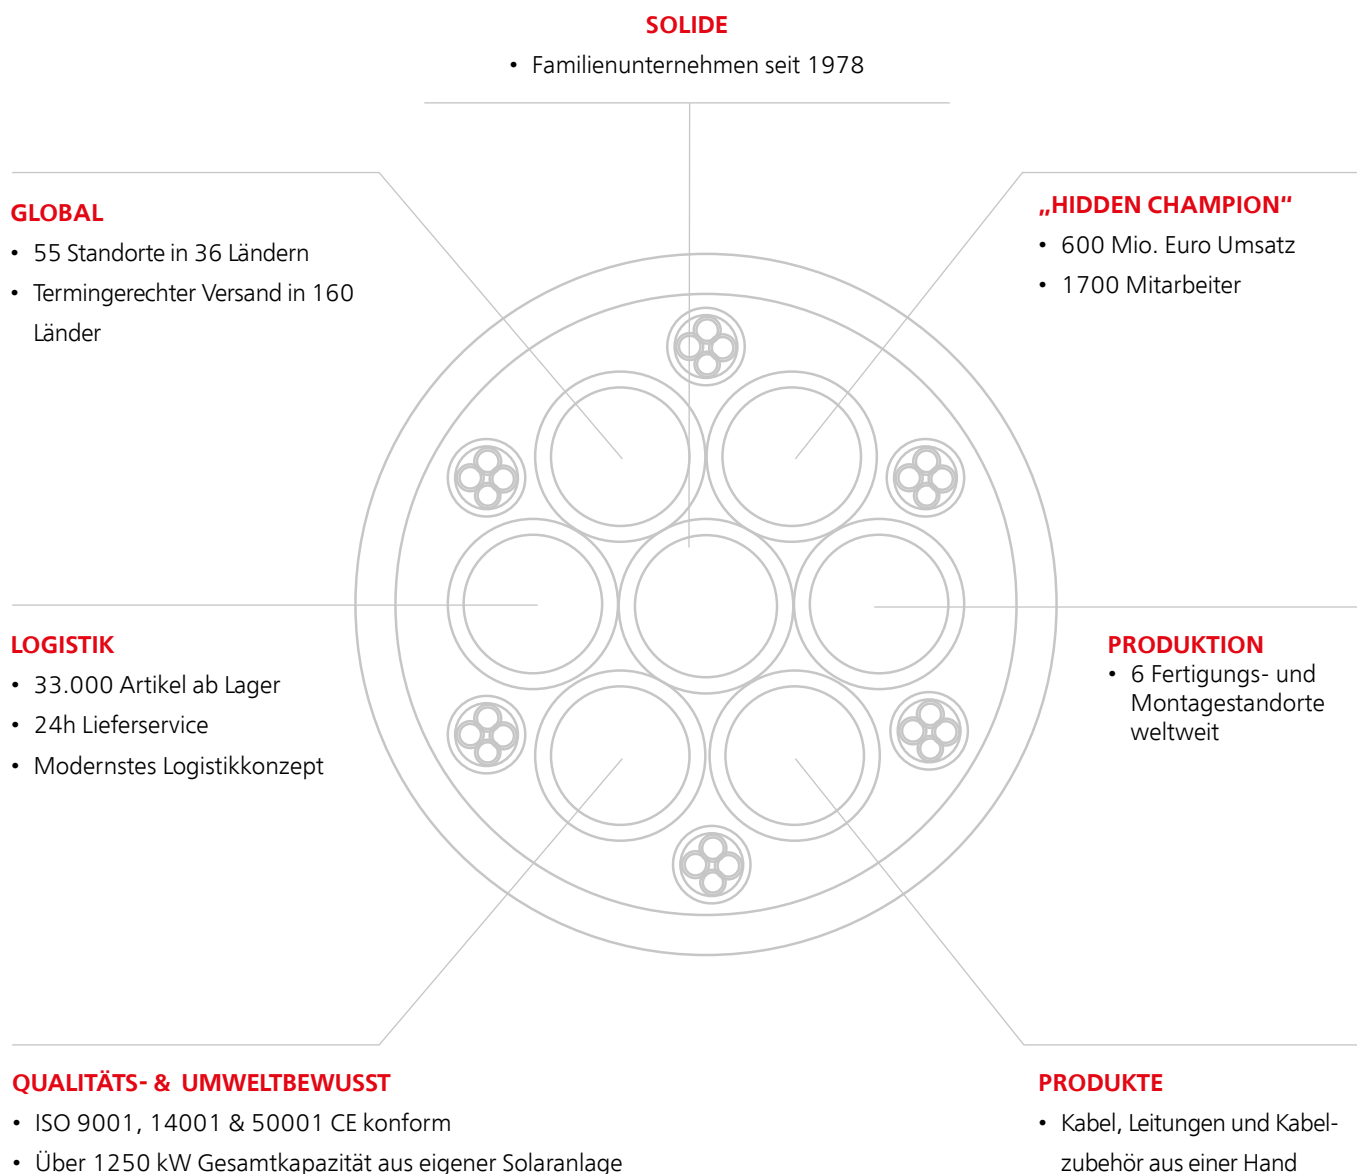 SOLIDE
• Familienunternehmen seit 1978
GLOBAL
• 55 Standorte in 36 Ländern
• Termingerechter Versand in 160
Länder
„HIDDEN CHAMPION“
• 600 Mio. Euro Umsatz
• 1700 Mitarbeiter
LOGISTIK
• 33.000 Artikel ab Lager
• 24h Lieferservice
• Modernstes Logistikkonzept
PRODUKTION
• 6 Fertigungs- und
Montagestandorte
weltweit
QUALITÄTS- & UMWELTBEWUSST
• ISO 9001, 14001 & 50001 CE konform
• Über 1250 kW Gesamtkapazität aus eigener Solaranlage
PRODUKTE
• Kabel, Leitungen und Kabel-
zubehör aus einer Hand